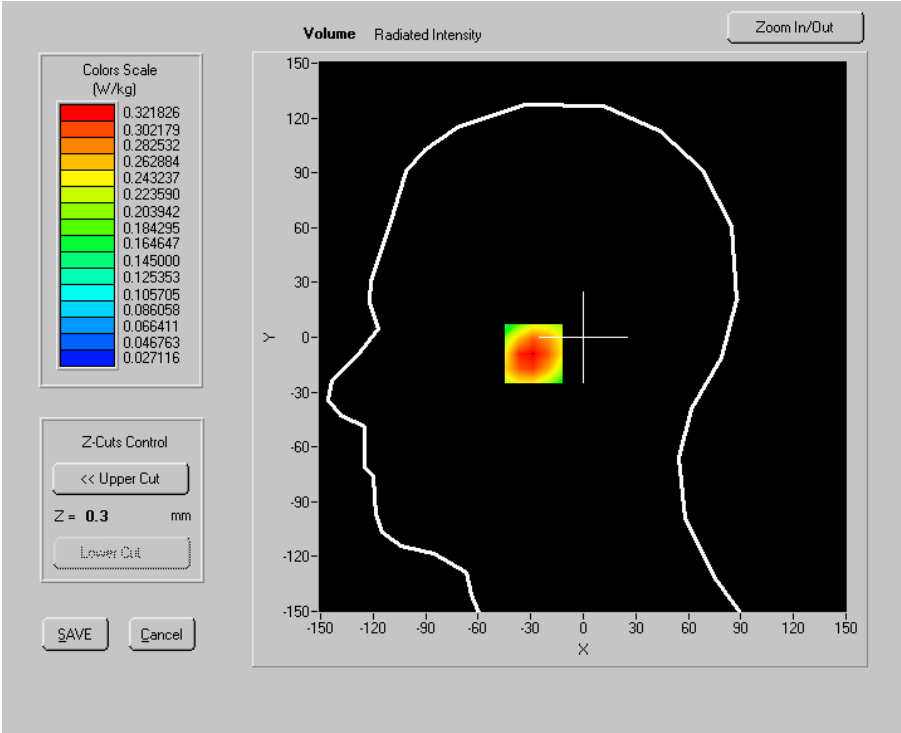 Volume Radiated Intensity
Zoom In/Out
Colors Scale
(W/kg)
0.321826
0.302179
0.282532
0.262884
0.243237
0.223590
0.203942
0.184295
0.164647
0.145000
0.125353
0.105705
0.086058
0.066411
0.046763
0.027116
Z-Cuts Control
<< Upper Cut
Z = 0.3 mm
Lower Cut
SAVE
Cancel
150
120
90
60
30
0
-30
-60
-90
-120
-150
Y
-150 -120 -90 -60 -30 0 30 60 90 120 150
X